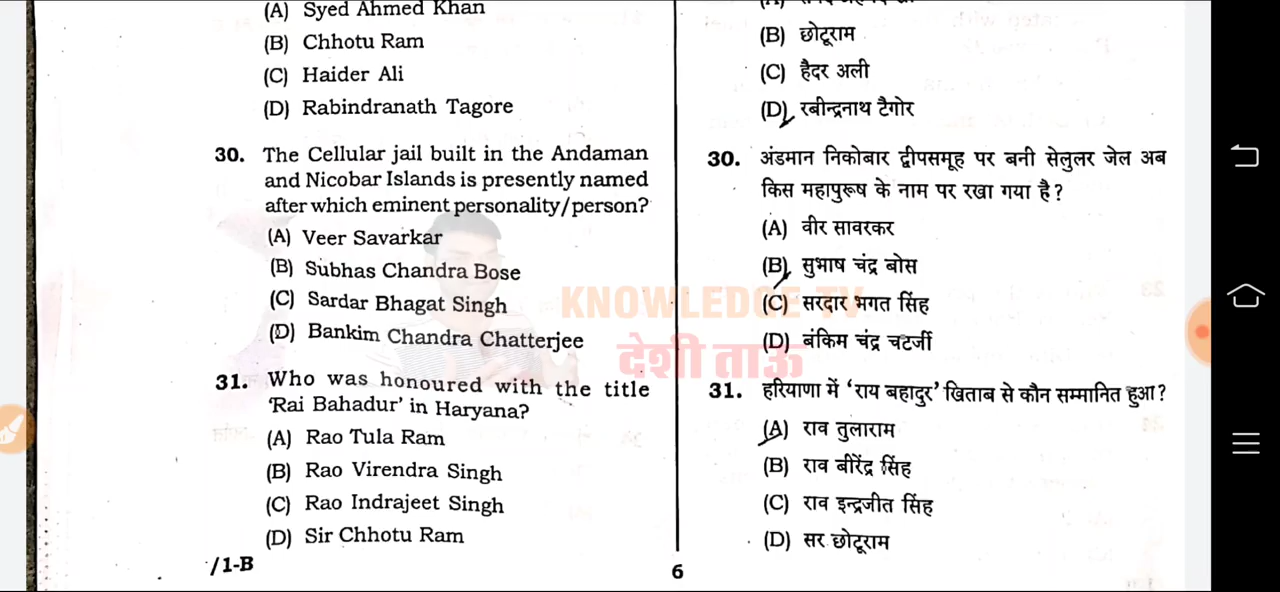 (A) Syed Ahmed Khan
(B) Chhotu Ram
(C) Haider Ali
(D) Rabindranath Tagore
30. The Cellular jail built in the Andaman
and Nicobar Islands is presently named
after which eminent personality/person?
(A) Veer Savarkar
(B) Subhas Chandra Bose
(C) Sardar Bhagat Singh
(D) Bankim Chandra Chatterjee
31. Who was honoured with the title
'Rai Bahadur' in Haryana?
(A) Rao Tula Ram
(B) Rao Virendra Singh
(C) Rao Indrajeet Singh
(D) Sir Chhotu Ram
/1-B
6
(B) छोटूराम
(C) हैदर अली
(D) रबीन्द्रनाथ टैगोर
30. अंडमान निकोबार द्वीपसमूह पर बनी सेलुलर जेल अब
किस महापुरूष के नाम पर रखा गया है?
(A) वीर सावरकर
(B) सुभाष चंद्र बोस
(C) सरदार भगत सिंह
(D) बंकिम चंद्र चटर्जी
31. हरियाणा में 'राय बहादुर' खिताब से कौन सम्मानित हुआ?
(A) राव तुलाराम
(B) राव बीरेंद्र सिंह
(C) राव इन्द्रजीत सिंह
(D) सर छोटूराम
KNOWLEDGE TV
देशी ताऊ